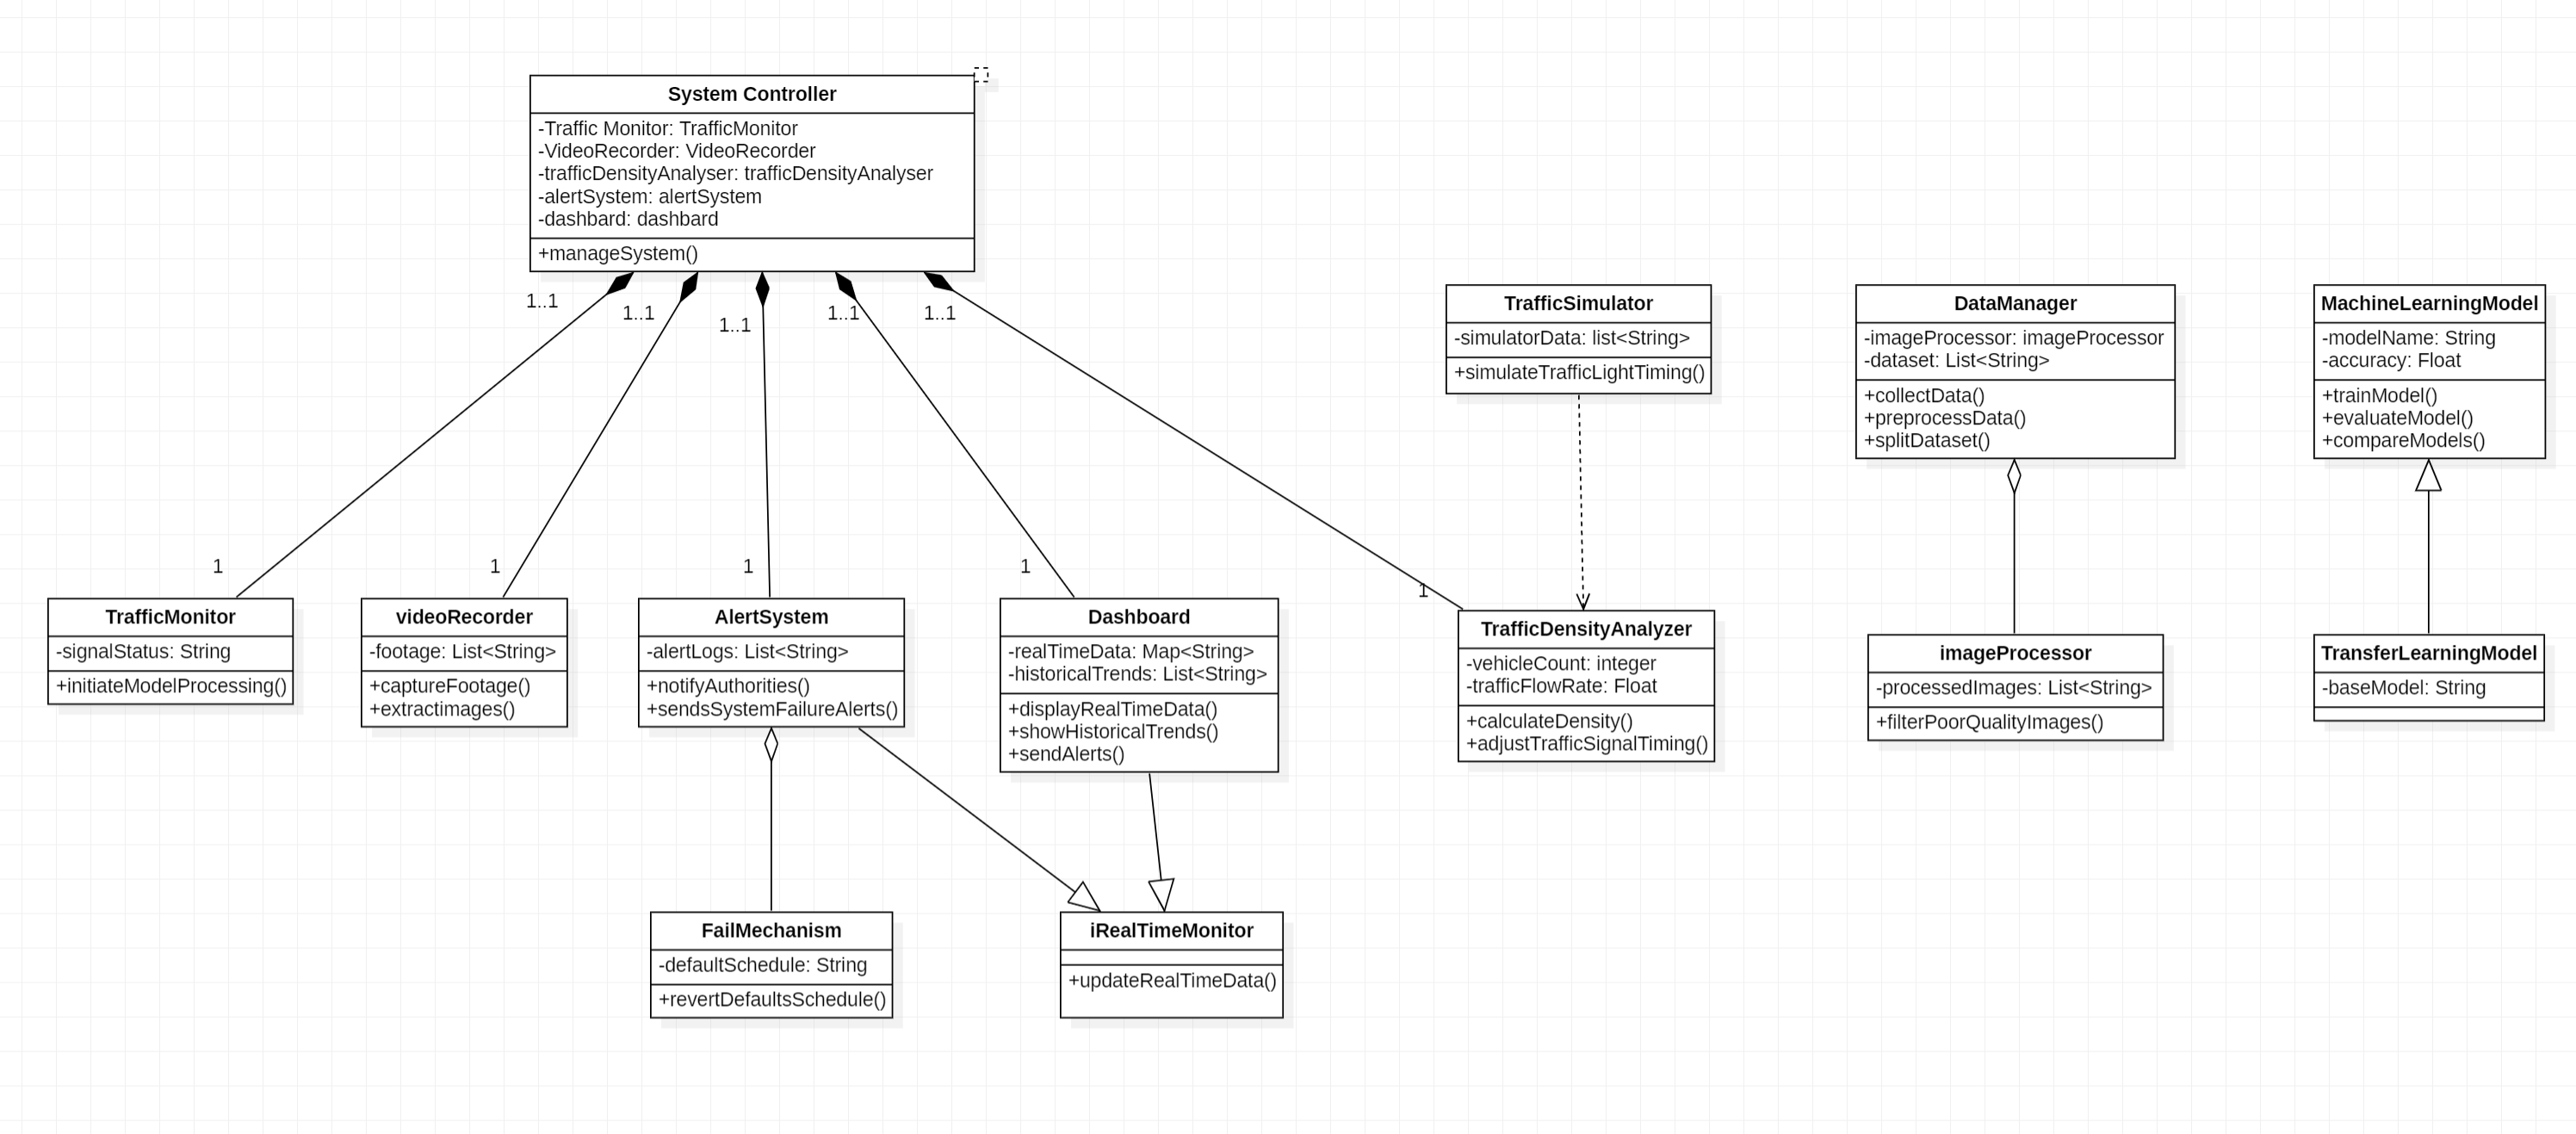 System Controller
-Traffic Monitor: TrafficMonitor
-VideoRecorder: VideoRecorder
-trafficDensityAnalyser: trafficDensityAnalyser
-alertSystem: alertSystem
-dashbard: dashbard
+manageSystem()
1..1
1..1
1..1
1..1
1..1
TrafficSimulator
-simulatorData: list<String>
+simulateTrafficLightTiming()
DataManager
-imageProcessor: imageProcessor
-dataset: List<String>
+collectData()
+preprocessData()
+splitDataset()
MachineLearningModel
-modelName: String
-accuracy: Float
+trainModel()
+evaluateModel()
+compareModels()
1
1
1
1
1
TrafficMonitor
-signalStatus: String
+initiateModelProcessing()
videoRecorder
-footage: List<String>
+captureFootage()
+extractimages()
AlertSystem
-alertLogs: List<String>
+notifyAuthorities()
+sendsSystemFailureAlerts()
Dashboard
-realTimeData: Map<String>
-historicalTrends: List<String>
+displayRealTimeData()
+showHistoricalTrends()
+sendAlerts()
TrafficDensityAnalyzer
-vehicleCount: integer
-trafficFlowRate: Float
+calculateDensity()
+adjustTrafficSignalTiming()
imageProcessor
-processedImages: List<String>
+filterPoorQualityImages()
TransferLearningModel
-baseModel: String
FailMechanism
-defaultSchedule: String
+revertDefaultsSchedule()
iRealTimeMonitor
+updateRealTimeData()